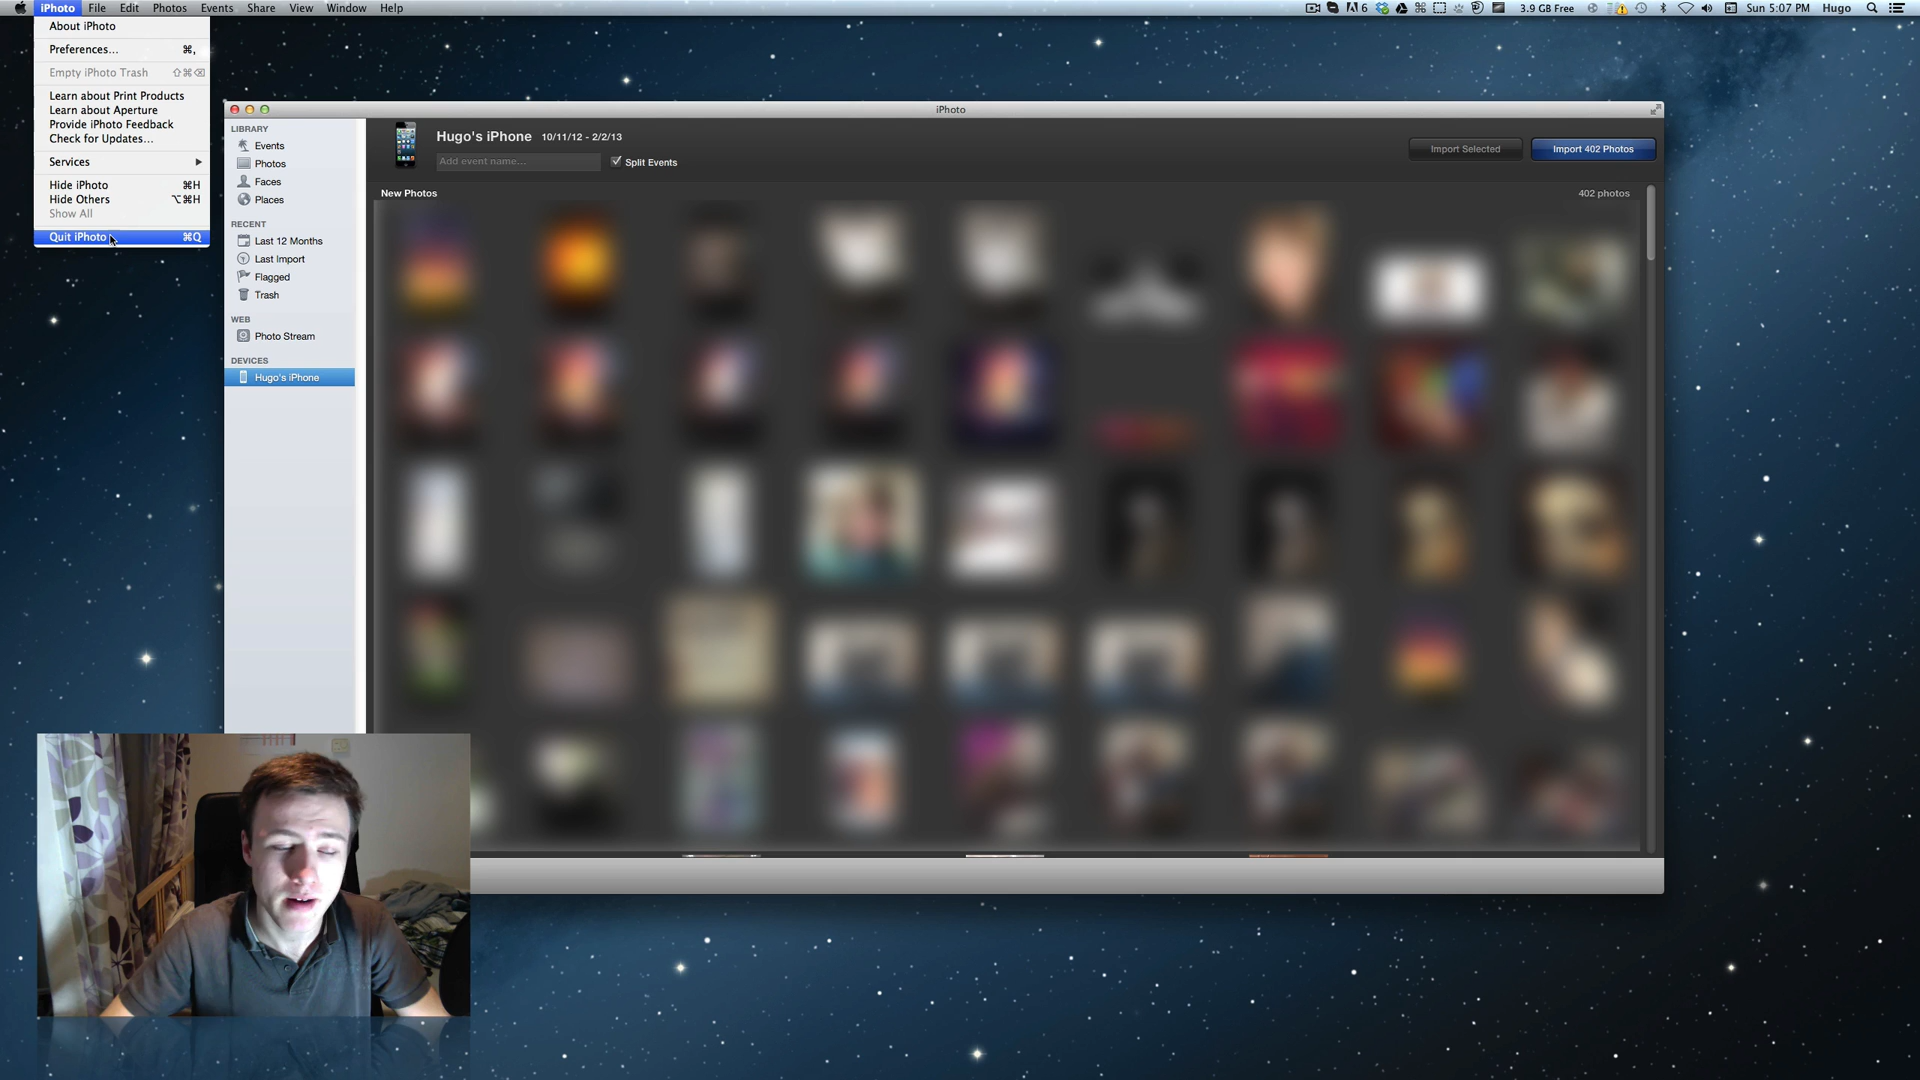 iPhoto File Edit Photos Events Share View Window Help
6 3.9 GB Free Sun 5:07 PM Hugo
About iPhoto
Preferences... ⌘,
Empty iPhoto Trash ⇧⌘⌫
Learn about Print Products
Learn about Aperture
Provide iPhoto Feedback
Check for Updates...
Services
Hide iPhoto ⌘H
Hide Others ⌥⌘H
Show All
Quit iPhoto ⌘Q
iPhoto
LIBRARY
Events
Photos
Faces
Places
RECENT
Last 12 Months
Last Import
Flagged
Trash
WEB
Photo Stream
DEVICES
Hugo's iPhone
Hugo's iPhone 10/11/12 - 2/2/13
Add event name...
Split Events
Import Selected
Import 402 Photos
New Photos
402 photos